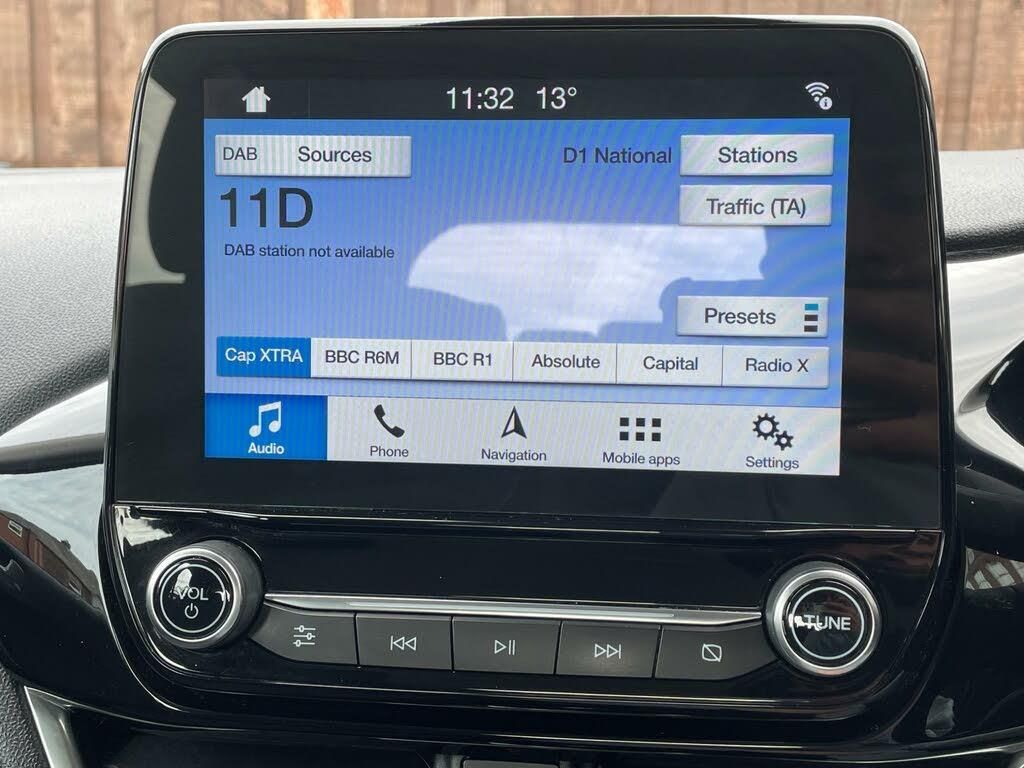 11:32 13°
DAB Sources
D1 National Stations
11D
Traffic (TA)
DAB station not available
Presets
Cap XTRA BBC R6M BBC R1 Absolute Capital Radio X
Audio Phone Navigation Mobile apps Settings
VOL
TUNE